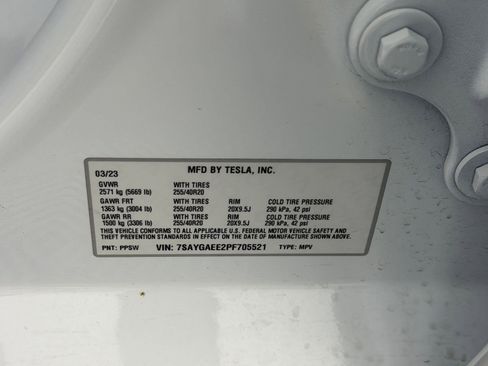 03/23 MFD BY TESLA, INC.
GVWR WITH TIRES
2571 kg (5669 lb) 255/40R20
GAWR FRT WITH TIRES RIM COLD TIRE PRESSURE
1363 kg (3004 lb) 255/40R20 20X9.5J 290 kPa, 42 psi
GAWR RR WITH TIRES RIM COLD TIRE PRESSURE
1500 kg (3306 lb) 255/40R20 20X9.5J 290 kPa, 42 psi
THIS VEHICLE CONFORMS TO ALL APPLICABLE U.S. FEDERAL MOTOR VEHICLE SAFETY AND
THEFT PREVENTION STANDARDS IN EFFECT ON THE DATE OF MANUFACTURE SHOWN ABOVE.
PNT: PPSW VIN: 7SAYGAEE2PF705521 TYPE: MPV